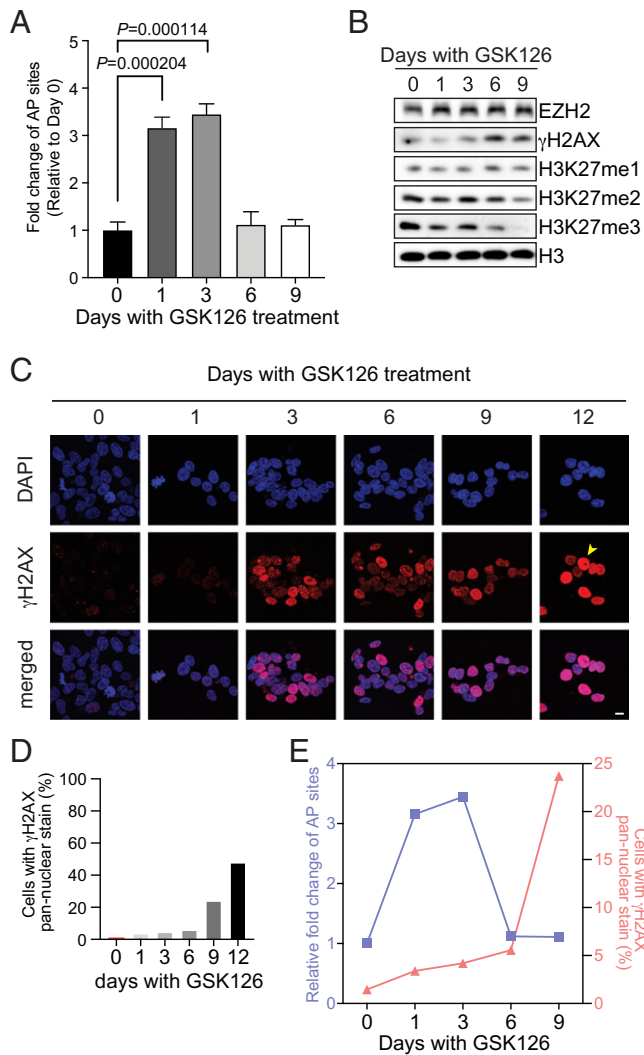 A
P=0.000114
P=0.000204
Fold change of AP sites
(Relative to Day 0)
5
4
3
2
1
0
0 1 3 6 9
Days with GSK126 treatment
B
Days with GSK126
0 1 3 6 9
EZH2
γH2AX
H3K27me1
H3K27me2
H3K27me3
H3
C
Days with GSK126 treatment
0 1 3 6 9 12
DAPI
γH2AX
merged
D
Cells with γH2AX
pan-nuclear stain (%)
100
80
60
40
20
0
0 1 3 6 9 12
days with GSK126
E
Relative fold change of AP sites
4
3
2
1
0
25
20
15
10
5
0
Cells with γH2AX
pan-nuclear stain (%)
0 1 3 6 9
Days with GSK126